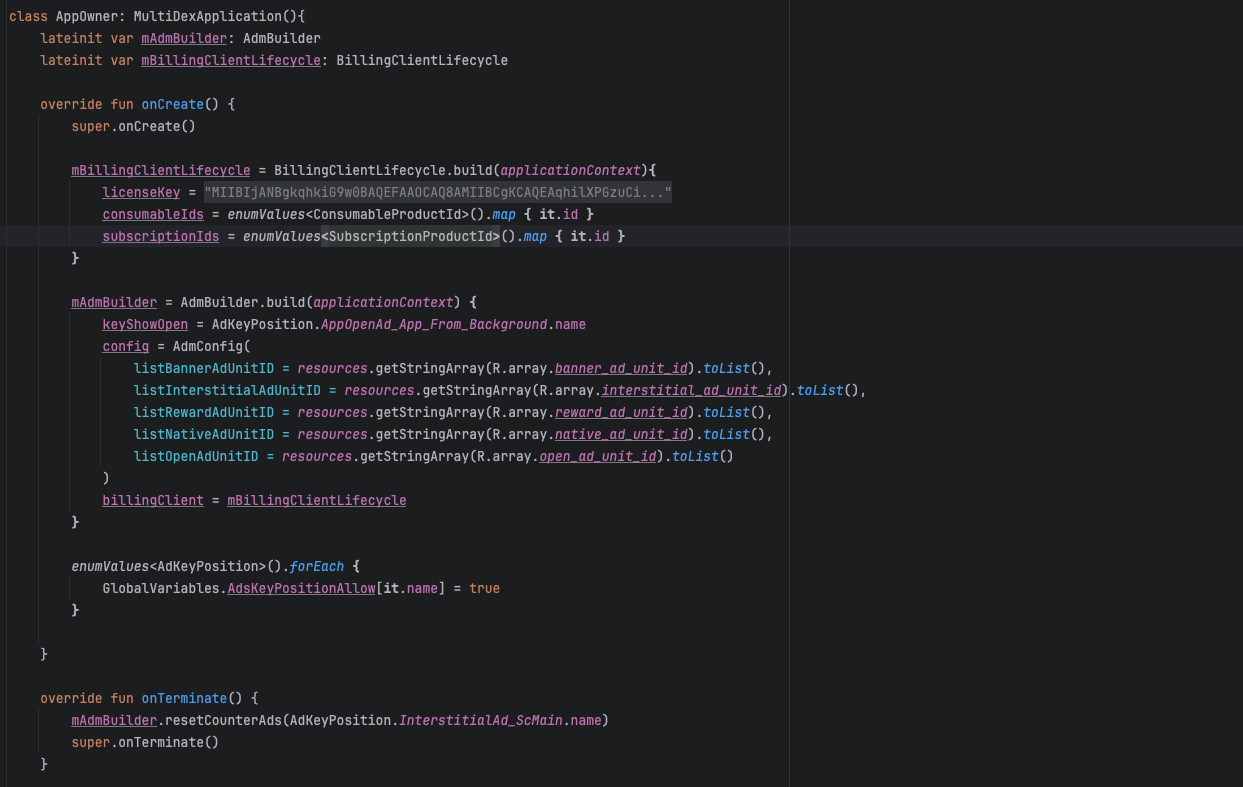 class AppOwner: MultiDexApplication(){
    lateinit var mAdmBuilder: AdmBuilder
    lateinit var mBillingClientLifecycle: BillingClientLifecycle
    override fun onCreate() {
        super.onCreate()
        mBillingClientLifecycle = BillingClientLifecycle.build(applicationContext){
            licenseKey = "MIIBIjANBgkqhkiG9w0BAQEFAAOCAQ8AMIIBCgKCAQEAqhilXPGzuCi..."
            consumableIds = enumValues<ConsumableProductId>().map { it.id }
            subscriptionIds = enumValues<SubscriptionProductId>().map { it.id }
        }
        mAdmBuilder = AdmBuilder.build(applicationContext) {
            keyShowOpen = AdKeyPosition.AppOpenAd_App_From_Background.name
            config = AdmConfig(
                listBannerAdUnitID = resources.getStringArray(R.array.banner_ad_unit_id).toList(),
                listInterstitialAdUnitID = resources.getStringArray(R.array.interstitial_ad_unit_id).toList(),
                listRewardAdUnitID = resources.getStringArray(R.array.reward_ad_unit_id).toList(),
                listNativeAdUnitID = resources.getStringArray(R.array.native_ad_unit_id).toList(),
                listOpenAdUnitID = resources.getStringArray(R.array.open_ad_unit_id).toList()
            )
            billingClient = mBillingClientLifecycle
        }
        enumValues<AdKeyPosition>().forEach {
            GlobalVariables.AdsKeyPositionAllow[it.name] = true
        }
    }
    override fun onTerminate() {
        mAdmBuilder.resetCounterAds(AdKeyPosition.InterstitialAd_ScMain.name)
        super.onTerminate()
    }